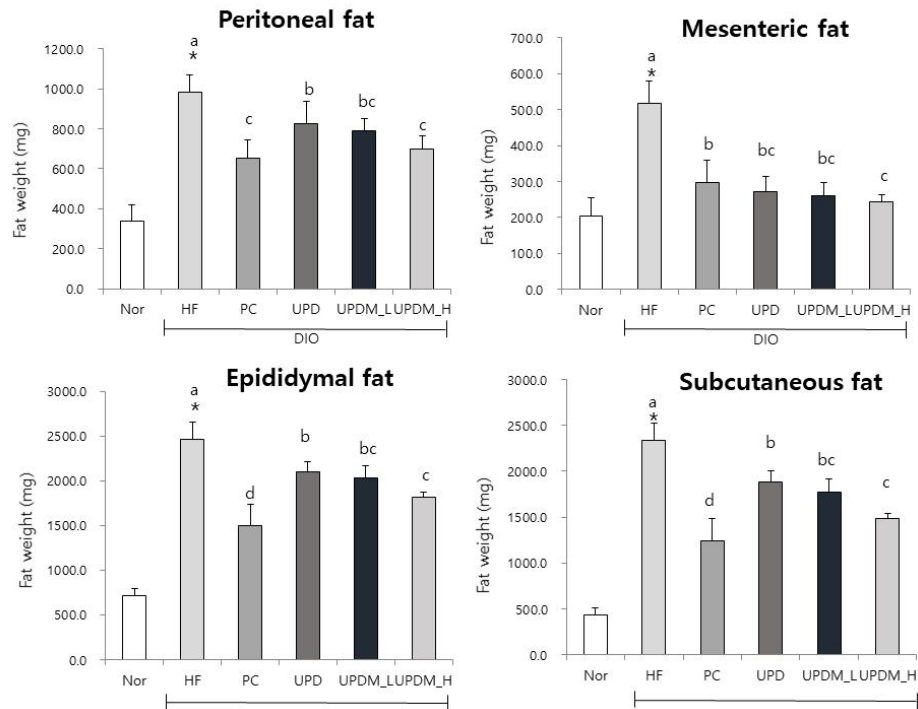 Peritoneal fat
Fat weight (mg)
1200.0
1000.0
800.0
600.0
400.0
200.0
0.0
a
*
c
b
bc
c
Nor HF PC UPD UPDM_L UPDM_H
DIO
Mesenteric fat
Fat weight (mg)
700.0
600.0
500.0
400.0
300.0
200.0
100.0
0.0
a
*
b
bc
bc
c
Nor HF PC UPD UPDM_L UPDM_H
DIO
Epididymal fat
Fat weight (mg)
3000.0
2500.0
2000.0
1500.0
1000.0
500.0
0.0
a
*
d
b
bc
c
Nor HF PC UPD UPDM_L UPDM_H
Subcutaneous fat
Fat weight (mg)
3000.0
2500.0
2000.0
1500.0
1000.0
500.0
0.0
a
*
d
b
bc
c
Nor HF PC UPD UPDM_L UPDM_H